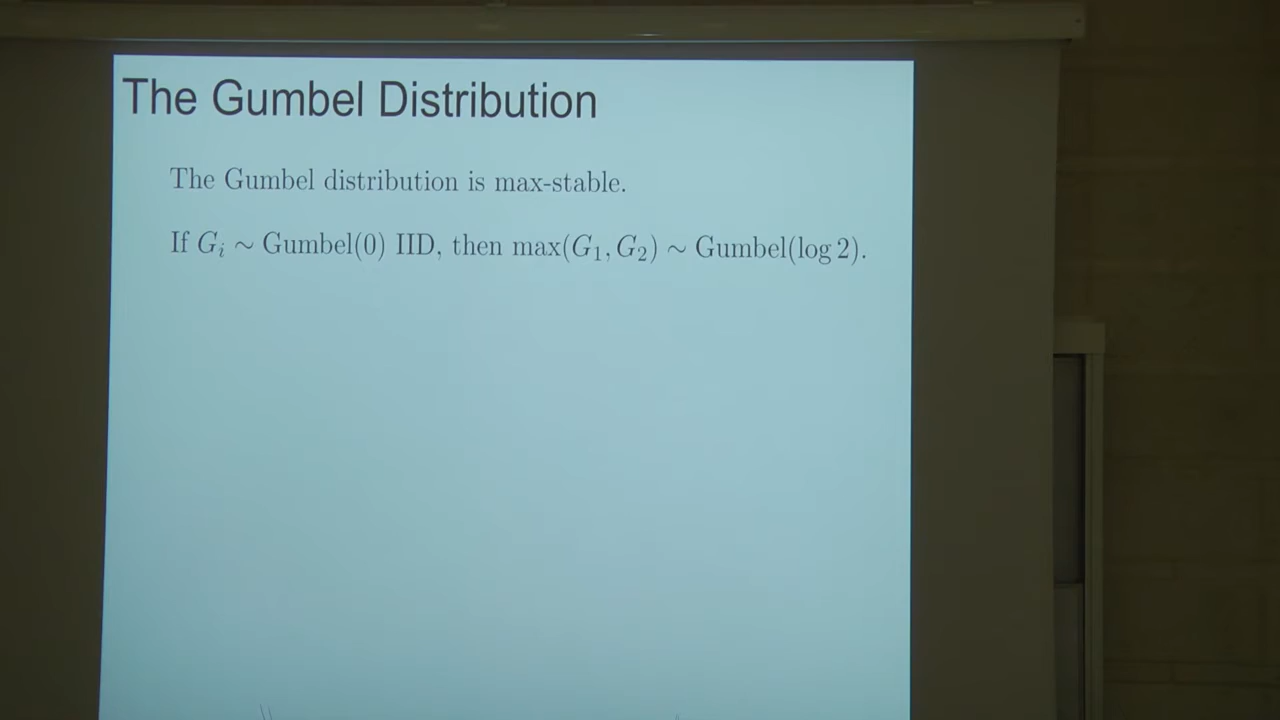 The Gumbel Distribution
The Gumbel distribution is max-stable.
If Gᵢ ∼ Gumbel(0) IID, then max(G₁, G₂) ∼ Gumbel(log 2).